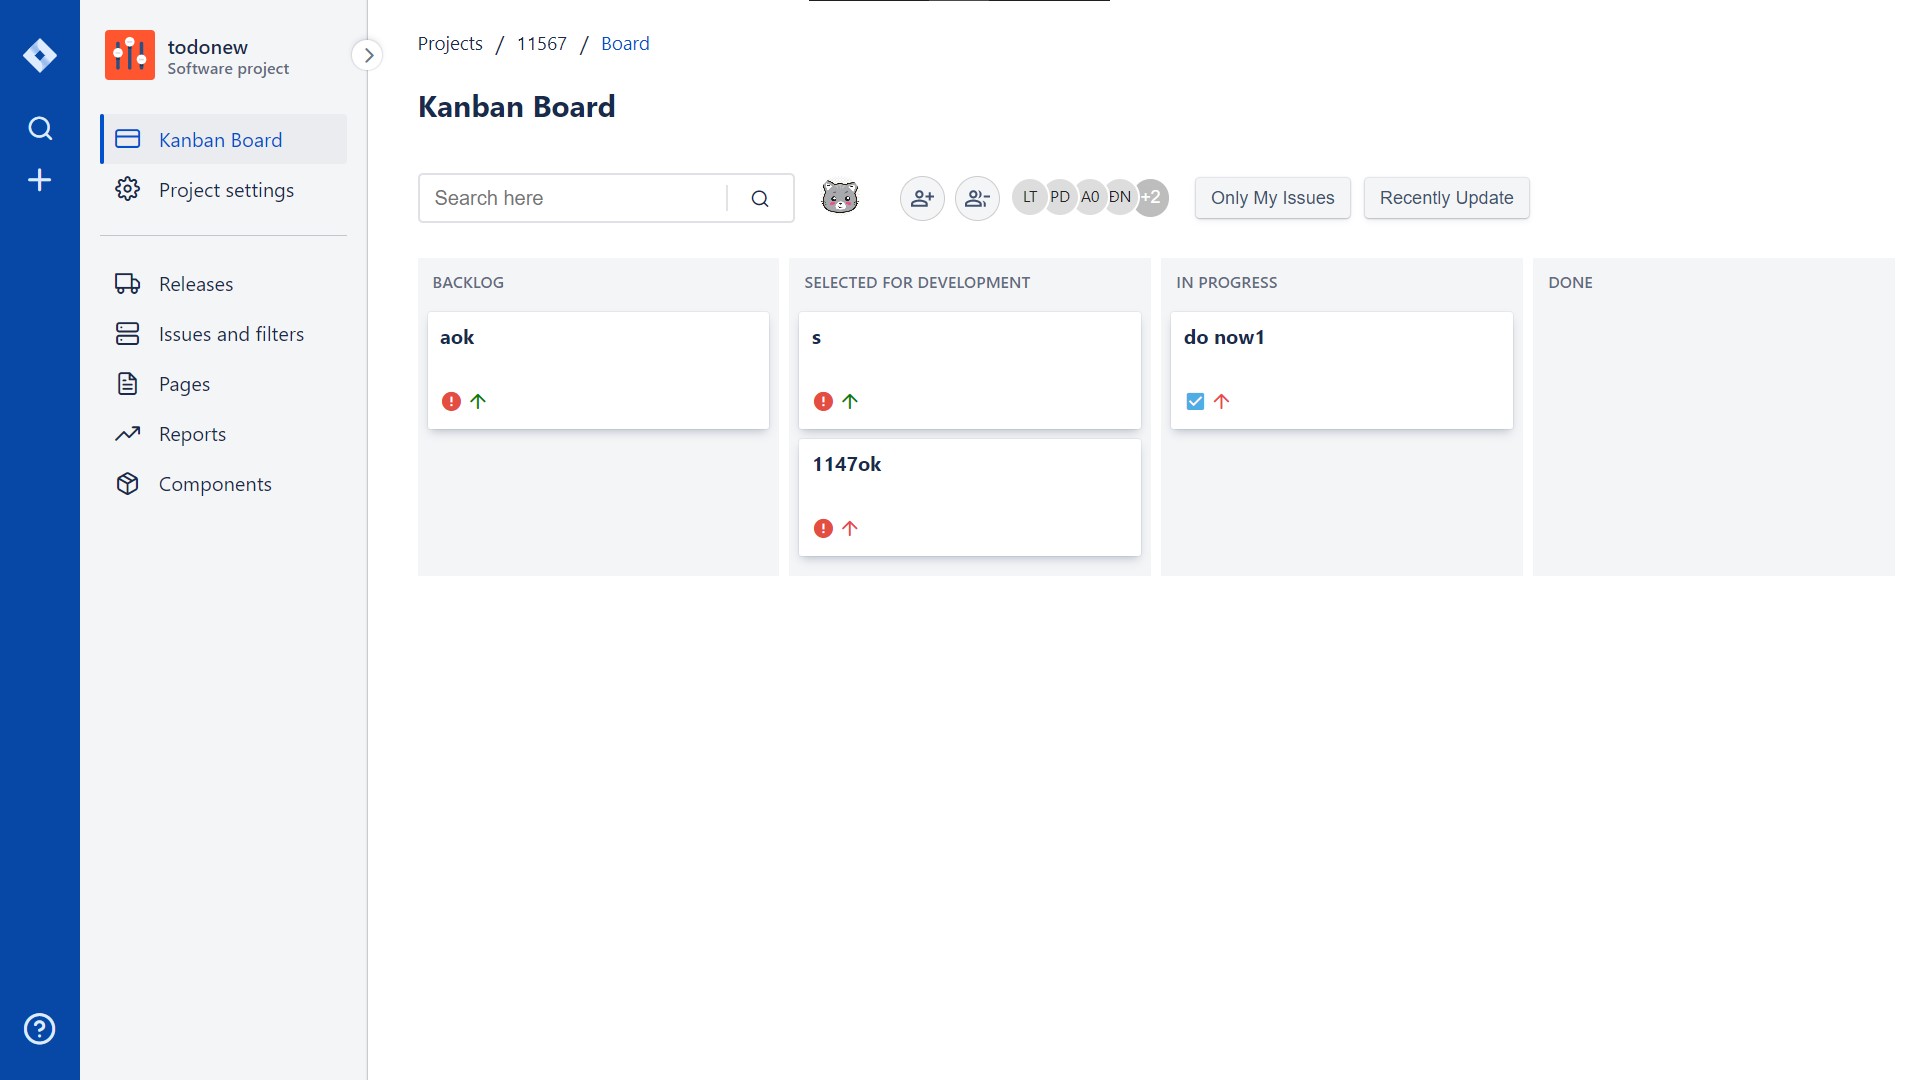 todonew
Software project
Kanban Board
Project settings
Releases
Issues and filters
Pages
Reports
Components
Projects / 11567 / Board
Kanban Board
Search here
LT PD A0 ĐN +2
Only My Issues
Recently Update
BACKLOG
aok
SELECTED FOR DEVELOPMENT
s
1147ok
IN PROGRESS
do now1
DONE